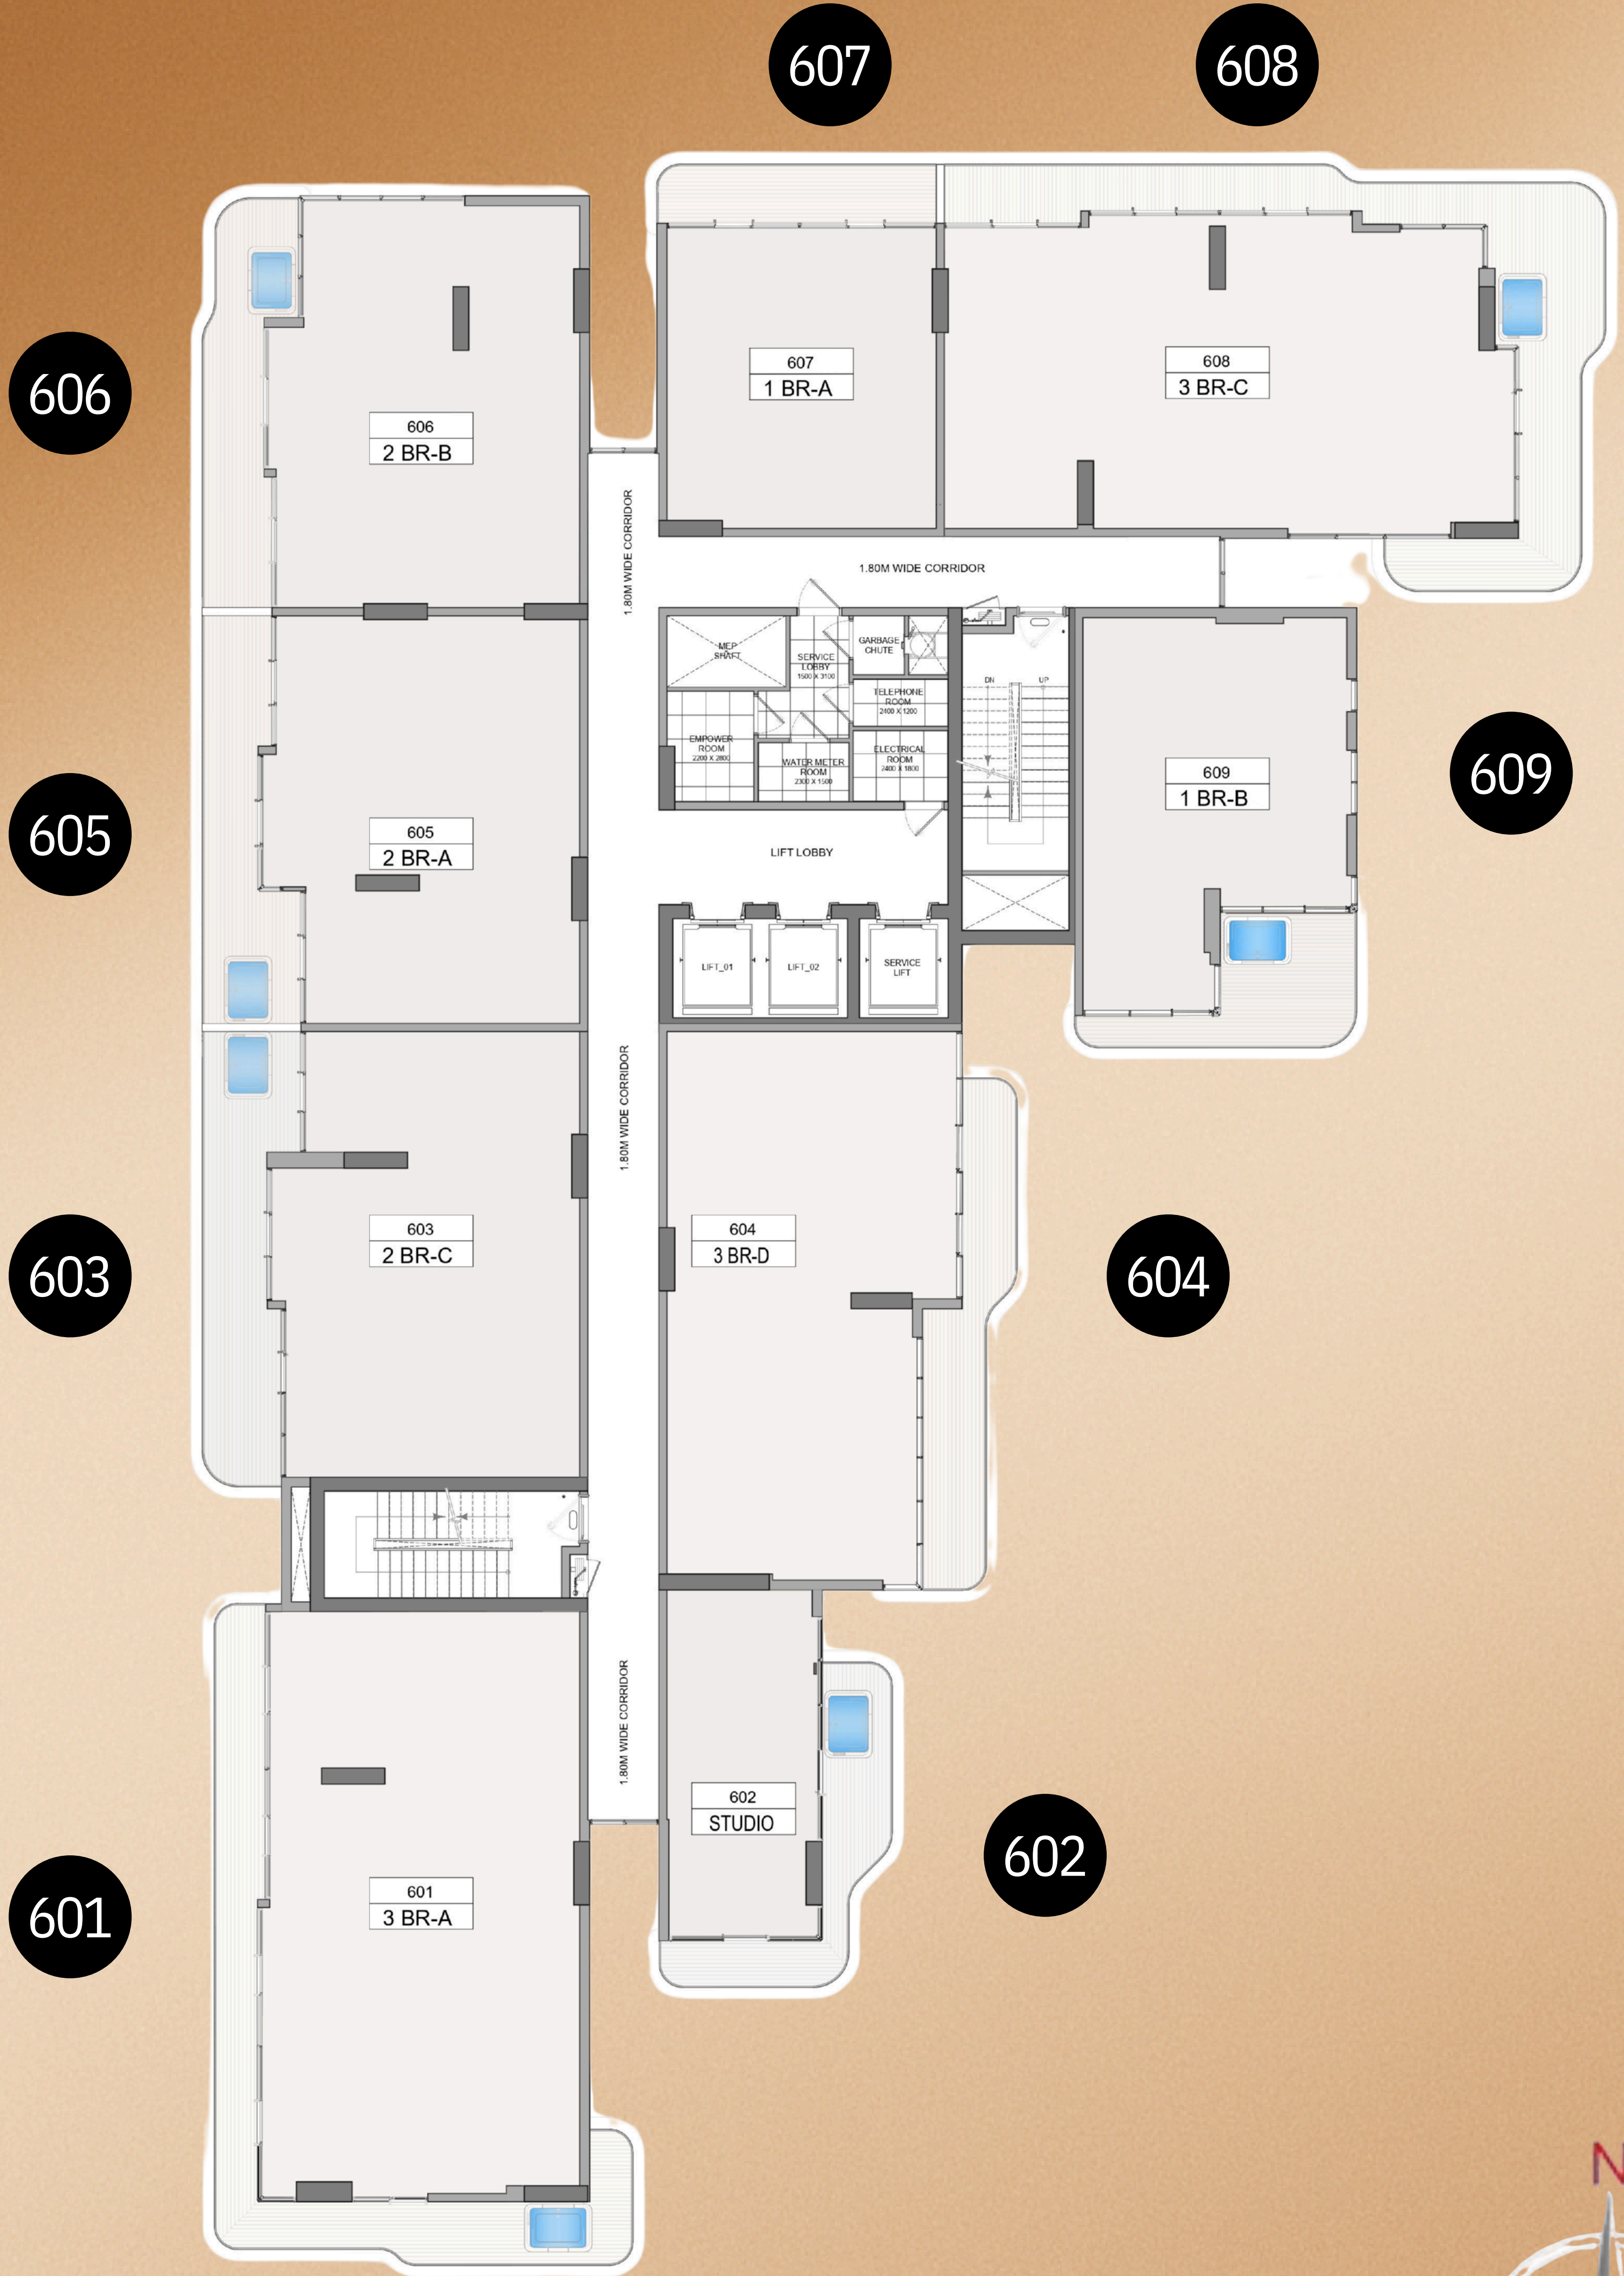 607
608
606
607
1 BR-A
608
3 BR-C
606
2 BR-B
1.80M WIDE CORRIDOR
1.80M WIDE CORRIDOR
MEP
SHAFT
SERVICE
LOBBY
1500 X 3100
GARBAGE
CHUTE
TELEPHONE
ROOM
2400 X 1200
EMPOWER
ROOM
2200 X 2800
WATER METER
ROOM
2300 X 1500
ELECTRICAL
ROOM
2400 X 1800
DN
UP
609
1 BR-B
609
605
605
2 BR-A
LIFT LOBBY
LIFT_01
LIFT_02
SERVICE
LIFT
1.80M WIDE CORRIDOR
603
603
2 BR-C
604
3 BR-D
604
1.80M WIDE CORRIDOR
602
STUDIO
602
601
601
3 BR-A
N